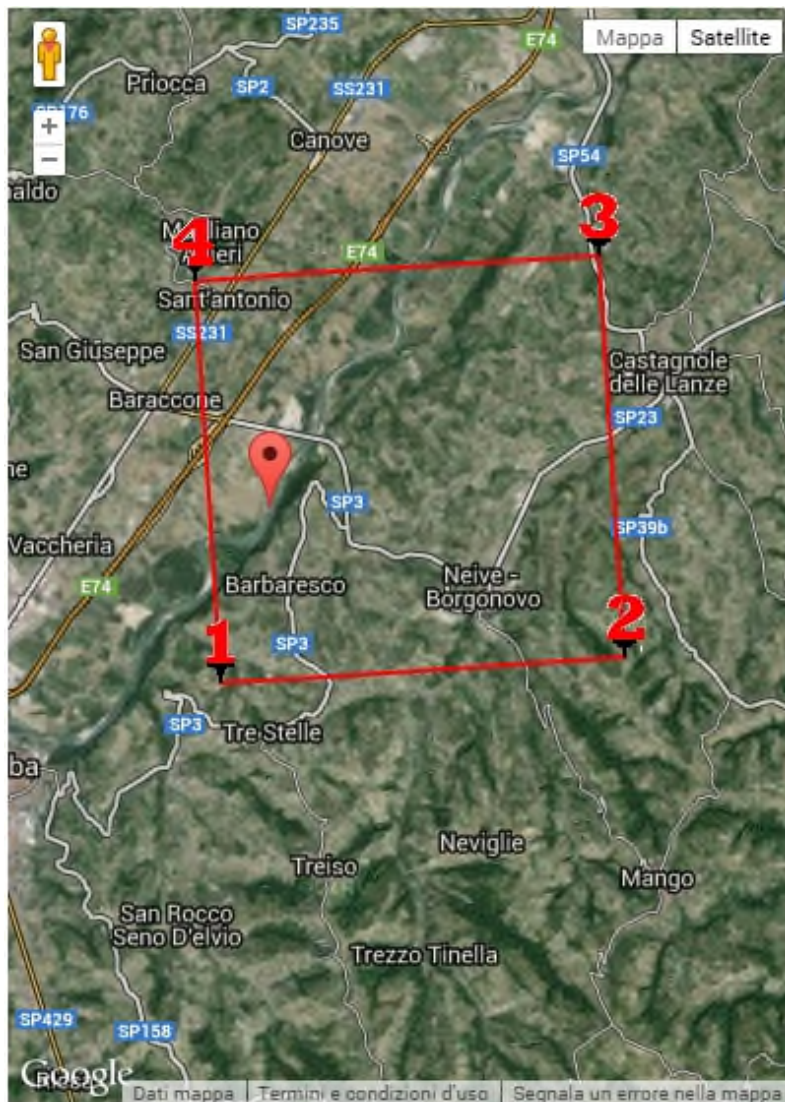 SP235
E74
Mappa
Satellite
Priocca
SP2
SS231
SP176
Canove
SP54
naldo
3
4
E74
Sant'antonio
SS231
San Giuseppe
Castagnole
delle Lanze
Baraccone
SP23
SP3
SP39b
Vaccheria
E74
Barbaresco
Neive -
Borgonovo
1
2
SP3
SP3
Tre Stelle
ba
Neviglie
Treiso
Mango
San Rocco
Seno D'elvio
Trezzo Tinella
SP429
SP158
Google
Dati mappa
Termini e condizioni d'uso
Segnala un errore nella mappa